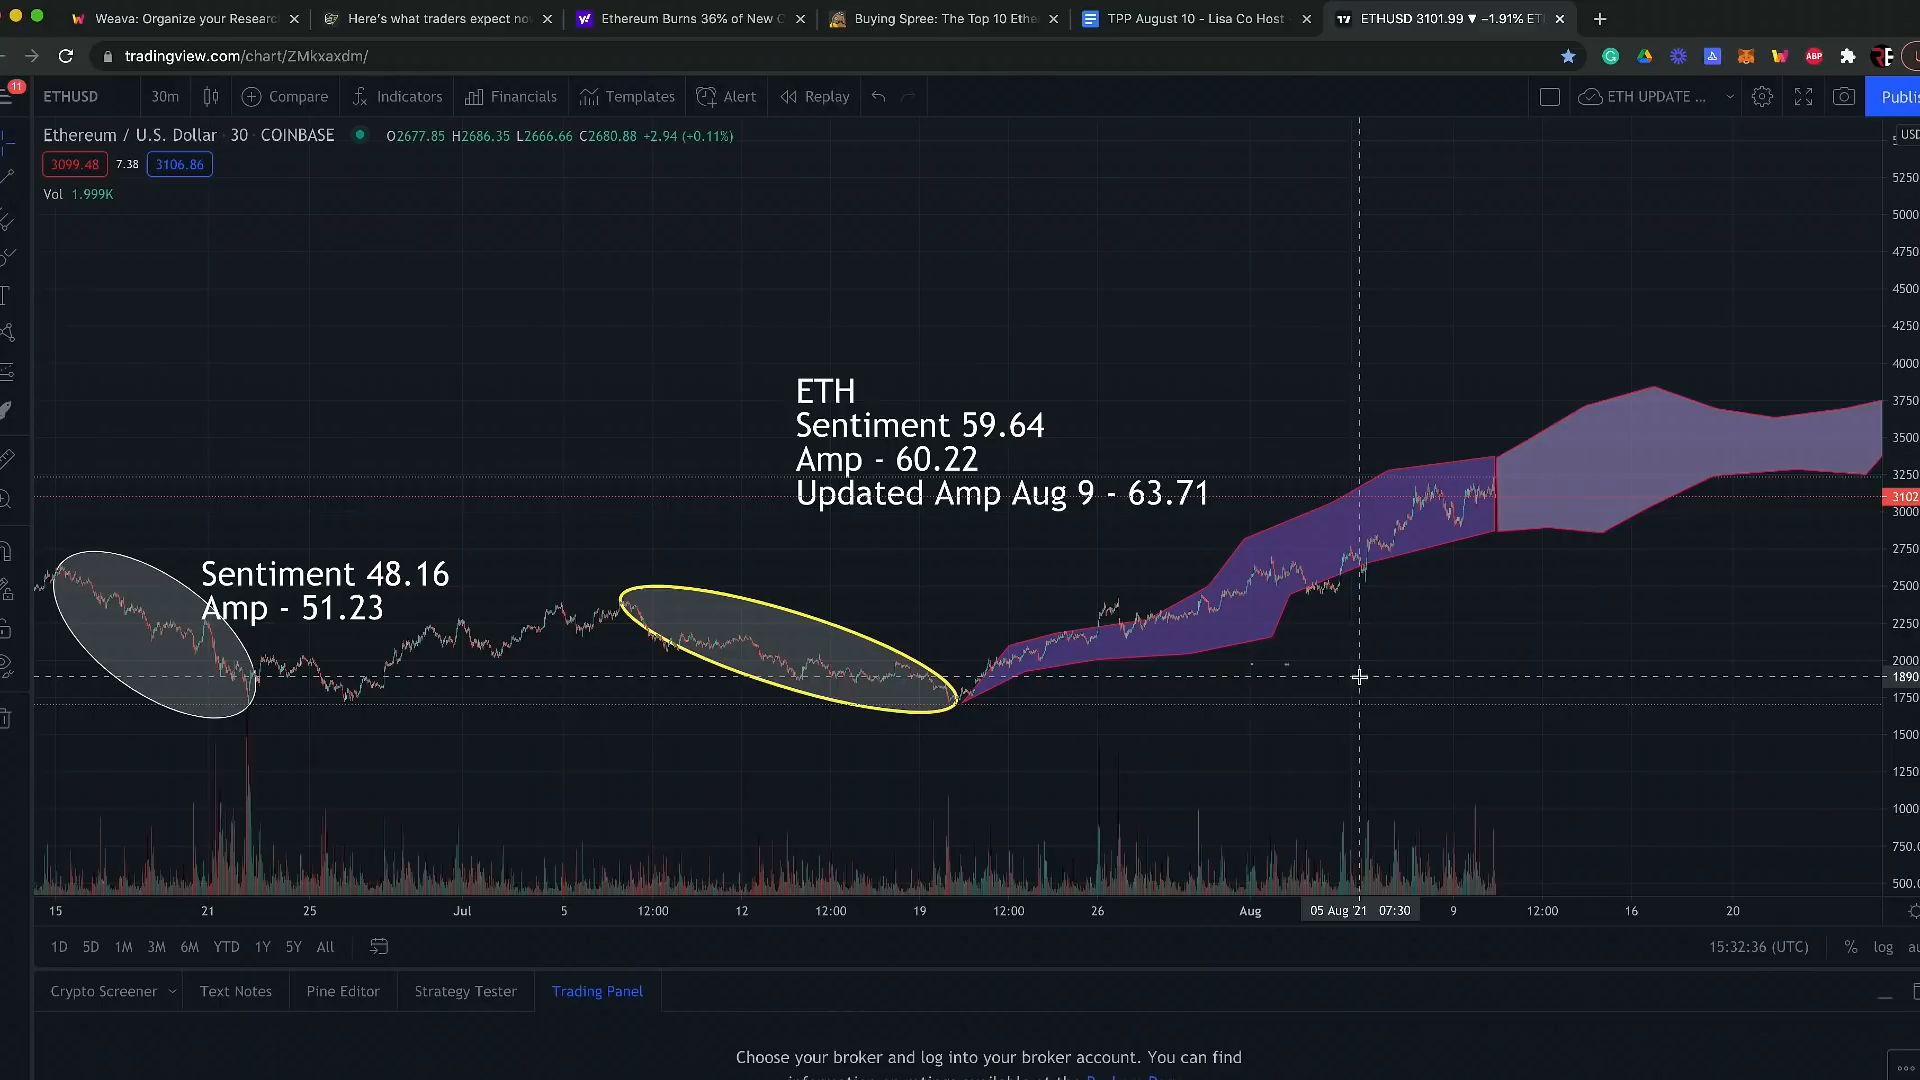 Weava: Organize your Resear
Here's what traders expect no
Ethereum Burns 36% of New C
Buying Spree: The Top 10 Ethe
TPP August 10 - Lisa Co Host
ETHUSD 3101.99 ▼ −1.91% ET
tradingview.com/chart/ZMkxaxdm/
ABP
11
ETHUSD
30m
Compare
Indicators
Financials
Templates
Alert
Replay
ETH UPDATE ...
Publis
Ethereum / U.S. Dollar · 30 · COINBASE
O2677.85 H2686.35 L2666.66 C2680.88 +2.94 (+0.11%)
USD
3099.48 7.38 3106.86
Vol 1.999K
5250
5000
4750
4500
4250
4000
3750
3500
3250
3102
3000
2750
2500
2250
2000
1890
1750
1500
1250
1000
750.0
500.
ETH
Sentiment 59.64
Amp - 60.22
Updated Amp Aug 9 - 63.71
Sentiment 48.16
Amp - 51.23
15 21 25 Jul 5 12:00 12 12:00 19 12:00 26 Aug 05 Aug '21 07:30 9 12:00 16 20
1D 5D 1M 3M 6M YTD 1Y 5Y All
15:32:36 (UTC) % log au
Crypto Screener
Text Notes
Pine Editor
Strategy Tester
Trading Panel
Choose your broker and log into your broker account. You can find